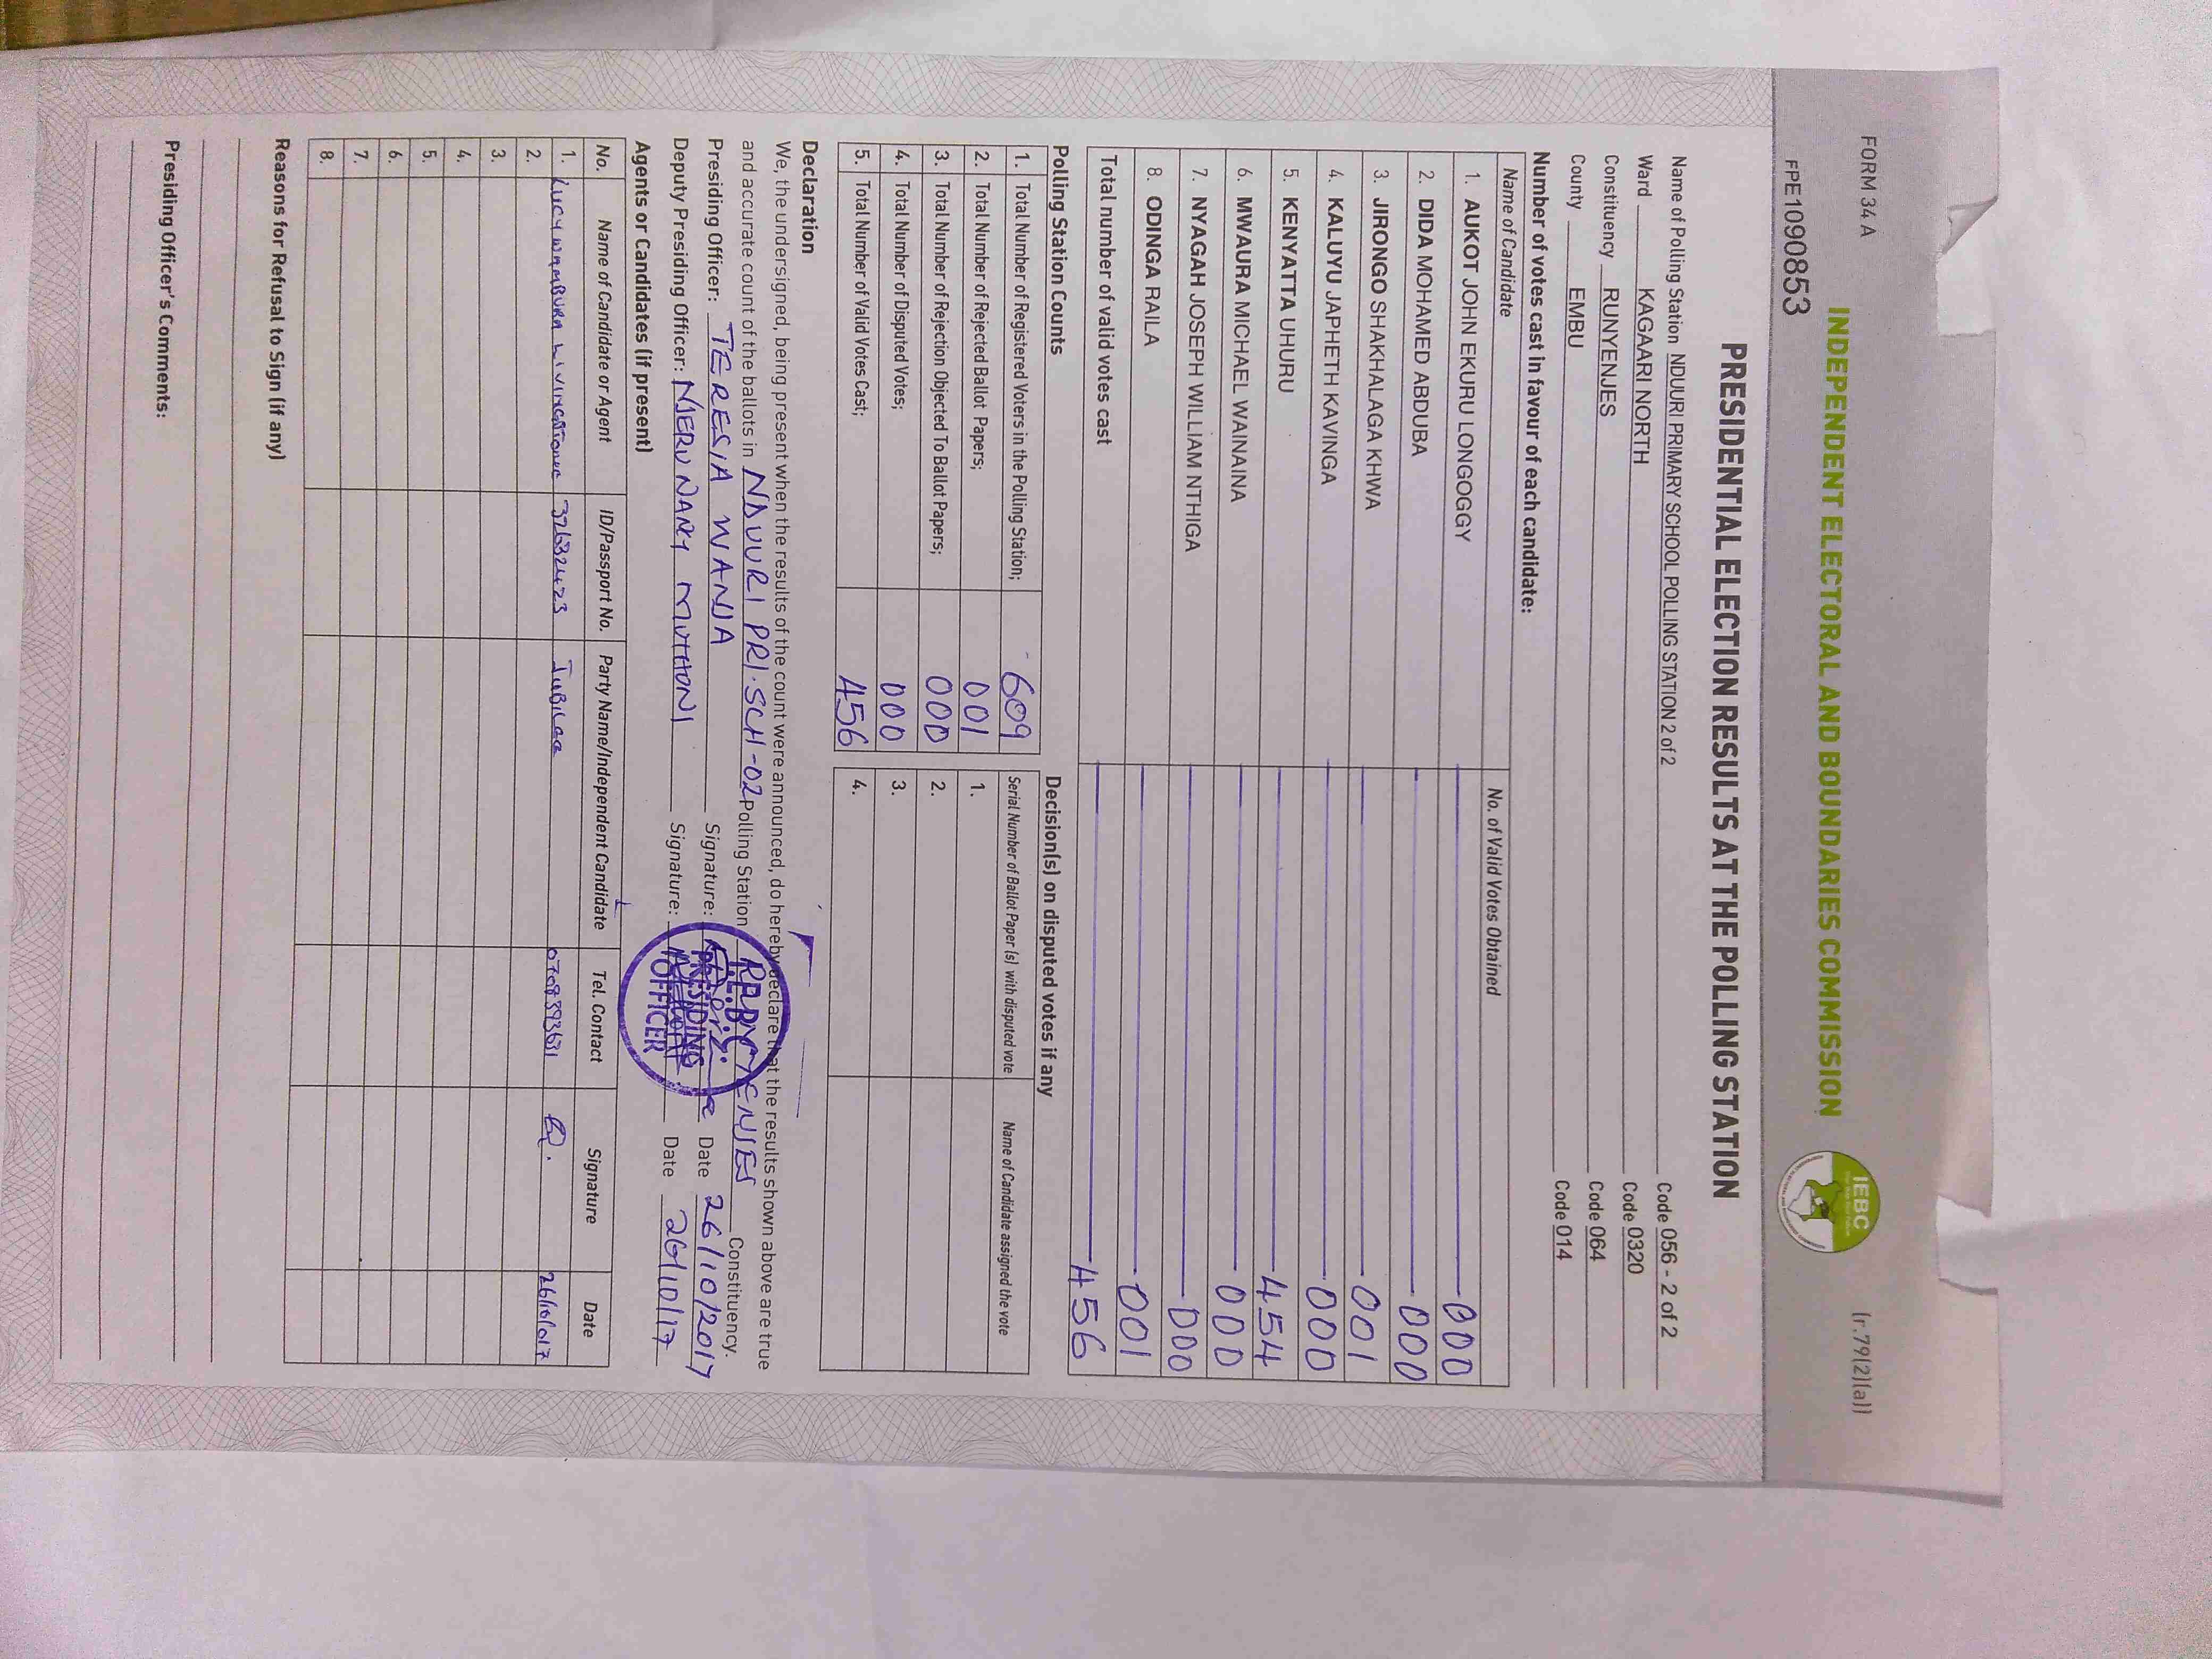 FORM 34 A
(r.79(2)(a))
INDEPENDENT ELECTORAL AND BOUNDARIES COMMISSION
IEBC
FPE1090853
PRESIDENTIAL ELECTION RESULTS AT THE POLLING STATION
Name of Polling Station NDUURI PRIMARY SCHOOL POLLING STATION 2 of 2 Code 056 - 2 of 2
Ward KAGAARI NORTH Code 0320
Constituency RUNYENJES Code 064
County EMBU Code 014
Number of votes cast in favour of each candidate:
Name of Candidate No. of Valid Votes Obtained
1. AUKOT JOHN EKURU LONGOGGY 000
2. DIDA MOHAMED ABDUBA 000
3. JIRONGO SHAKHALAGA KHWA 001
4. KALUYU JAPHETH KAVINGA 000
5. KENYATTA UHURU 454
6. MWAURA MICHAEL WAINAINA 000
7. NYAGAH JOSEPH WILLIAM NTHIGA 000
8. ODINGA RAILA 001
Total number of valid votes cast 456
Polling Station Counts
1. Total Number of Registered Voters in the Polling Station; 609
2. Total Number of Rejected Ballot Papers; 001
3. Total Number of Rejection Objected To Ballot Papers; 000
4. Total Number of Disputed Votes; 000
5. Total Number of Valid Votes Cast; 456
Decision(s) on disputed votes if any
Serial Number of Ballot Paper (s) with disputed vote Name of Candidate assigned the vote
1.
2.
3.
4.
Declaration
We, the undersigned, being present when the results of the count were announced, do hereby declare that the results shown above are true
and accurate count of the ballots in NDUURI PRI. SCH -02 Polling Station Constituency.
Presiding Officer: TERESIA WANJA Signature: Date 26/10/2017
Deputy Presiding Officer: NJERU MARY MUTHONI Signature: Date 26/10/17
I.E.B.C
PRESIDING
OFFICER
Agents or Candidates (if present)
No. Name of Candidate or Agent ID/Passport No. Party Name/Independent Candidate Tel. Contact Signature Date
1. Lucy Wambura Jubilee
2.
3.
4.
5.
6.
7.
8.
Reasons for Refusal to Sign (if any)
Presiding Officer's Comments: